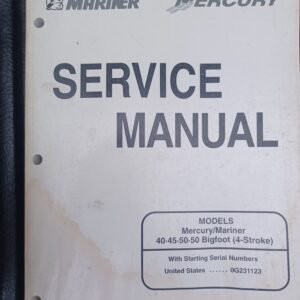 MARINER MERCURY
SERVICE
MANUAL
MODELS
Mercury/Mariner
40-45-50-50 Bigfoot (4-Stroke)
With Starting Serial Numbers
United States ...... 0G231123